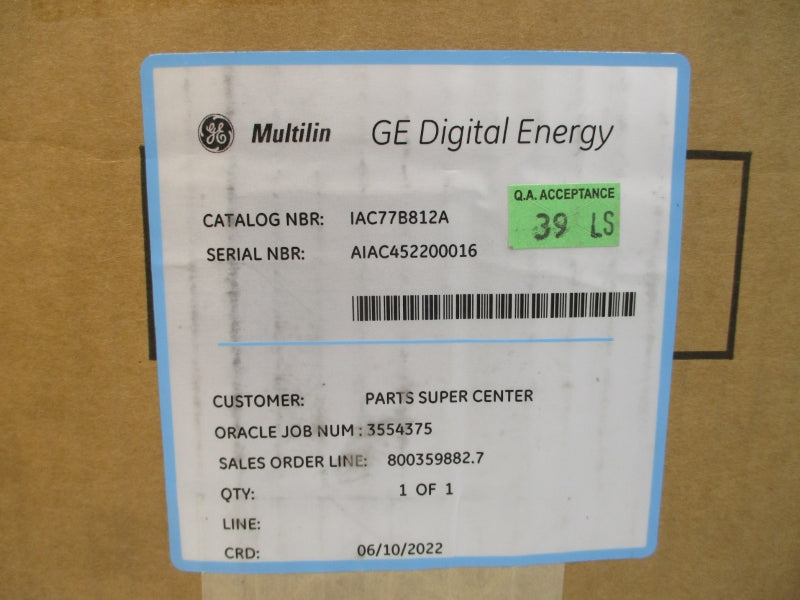 GE Multilin GE Digital Energy
Q.A. ACCEPTANCE
39 LS
CATALOG NBR: IAC77B812A
SERIAL NBR: AIAC452200016
CUSTOMER: PARTS SUPER CENTER
ORACLE JOB NUM : 3554375
SALES ORDER LINE: 800359882.7
QTY: 1 OF 1
LINE:
CRD: 06/10/2022